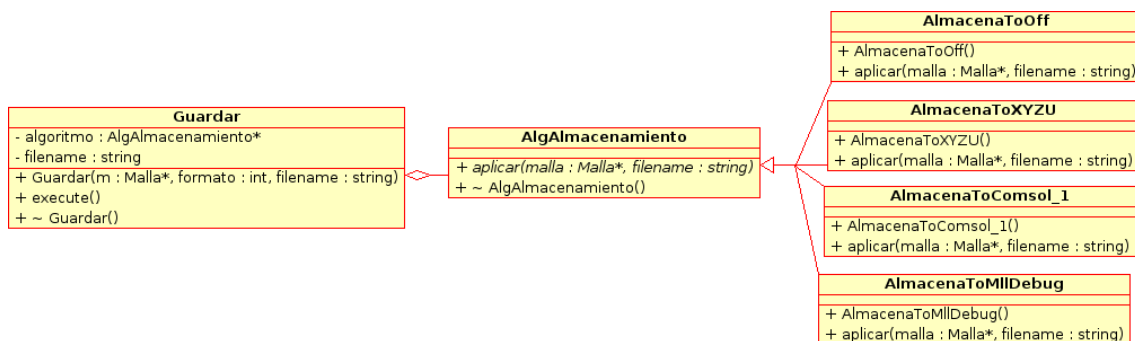 Guardar
- algoritmo : AlgAlmacenamiento*
- filename : string
+ Guardar(m : Malla*, formato : int, filename : string)
+ execute()
+ ~ Guardar()
AlgAlmacenamiento
+ aplicar(malla : Malla*, filename : string)
+ ~ AlgAlmacenamiento()
AlmacenaToOff
+ AlmacenaToOff()
+ aplicar(malla : Malla*, filename : string)
AlmacenaToXYZU
+ AlmacenaToXYZU()
+ aplicar(malla : Malla*, filename : string)
AlmacenaToComsol_1
+ AlmacenaToComsol_1()
+ aplicar(malla : Malla*, filename : string)
AlmacenaToMllDebug
+ AlmacenaToMllDebug()
+ aplicar(malla : Malla*, filename : string)